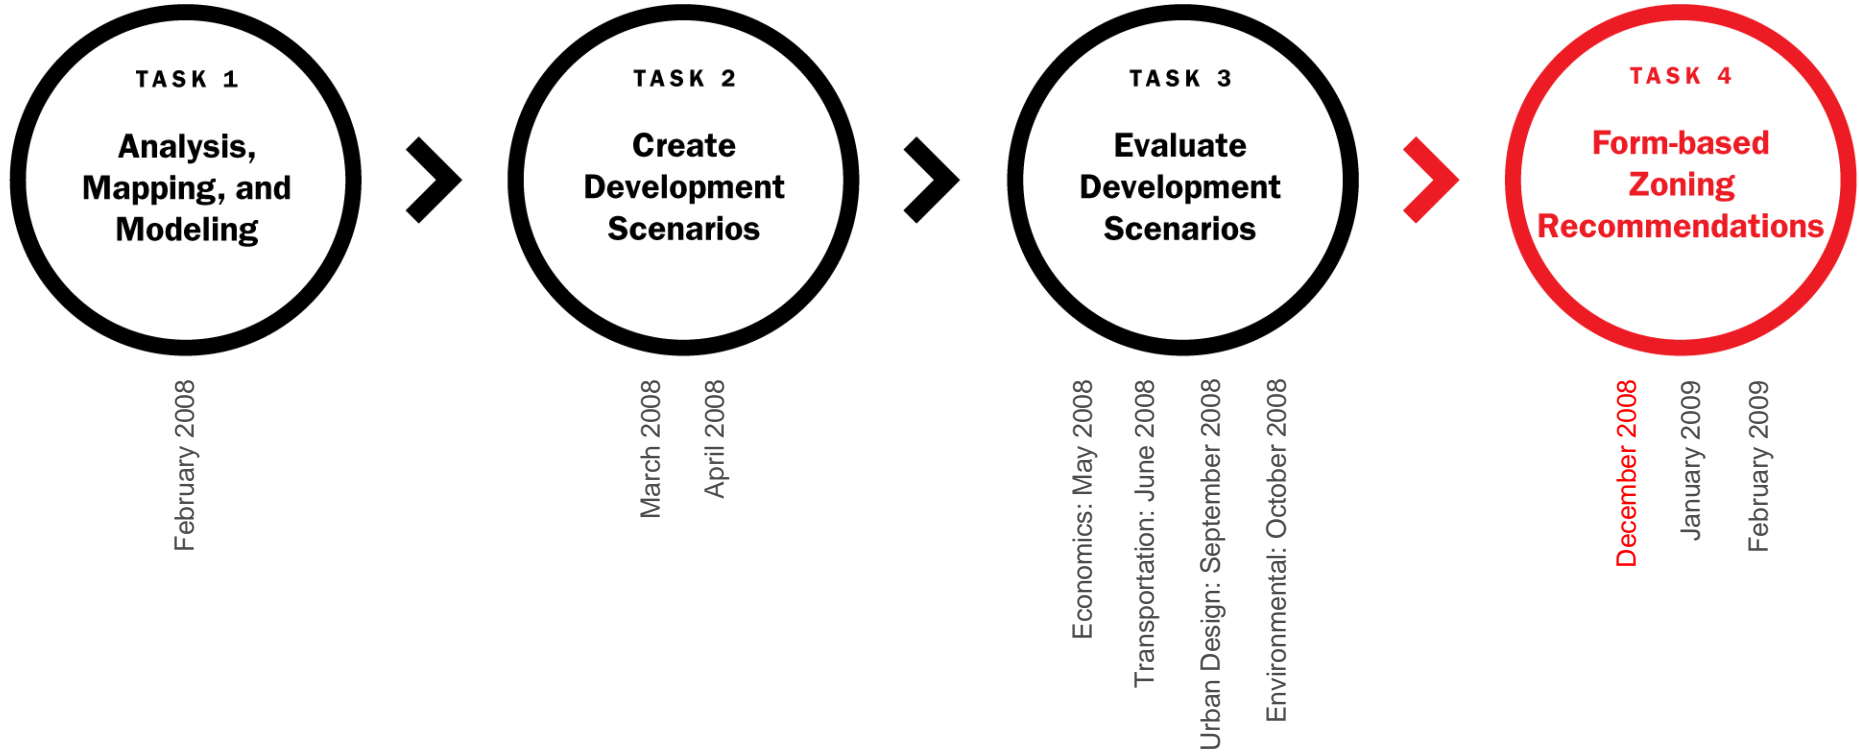 TASK 1
Analysis,
Mapping, and
Modeling
February 2008
TASK 2
Create
Development
Scenarios
March 2008
April 2008
TASK 3
Evaluate
Development
Scenarios
Economics: May 2008
Transportation: June 2008
Urban Design: September 2008
Environmental: October 2008
TASK 4
Form-based
Zoning
Recommendations
December 2008
January 2009
February 2009